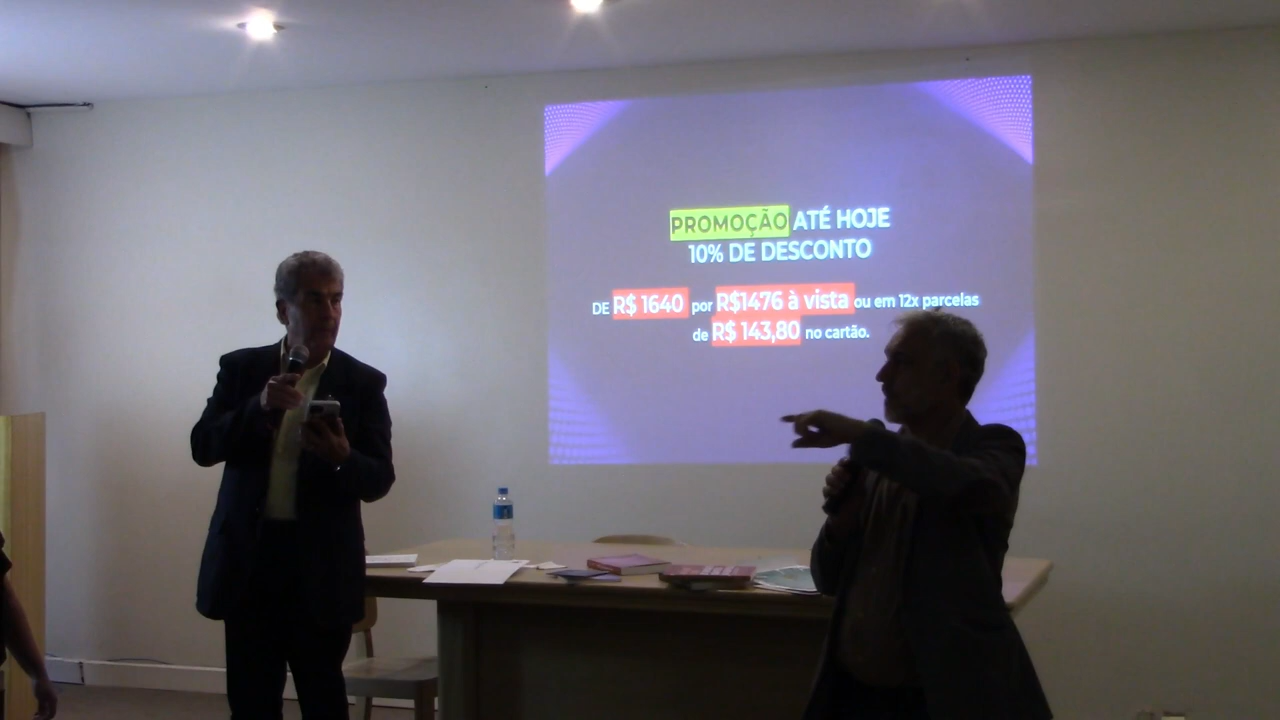 PROMOÇÃO ATÉ HOJE
10% DE DESCONTO
DE R$ 1640 por R$1476 à vista ou em 12x parcelas
de R$ 143,80 no cartão.